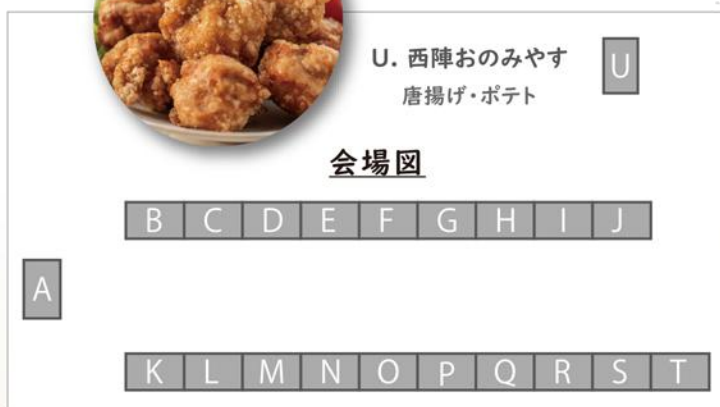 U. 西陣おのみやす
U
唐揚げ・ポテト
会場図
B C D E F G H I J
A
K L M N O P Q R S T